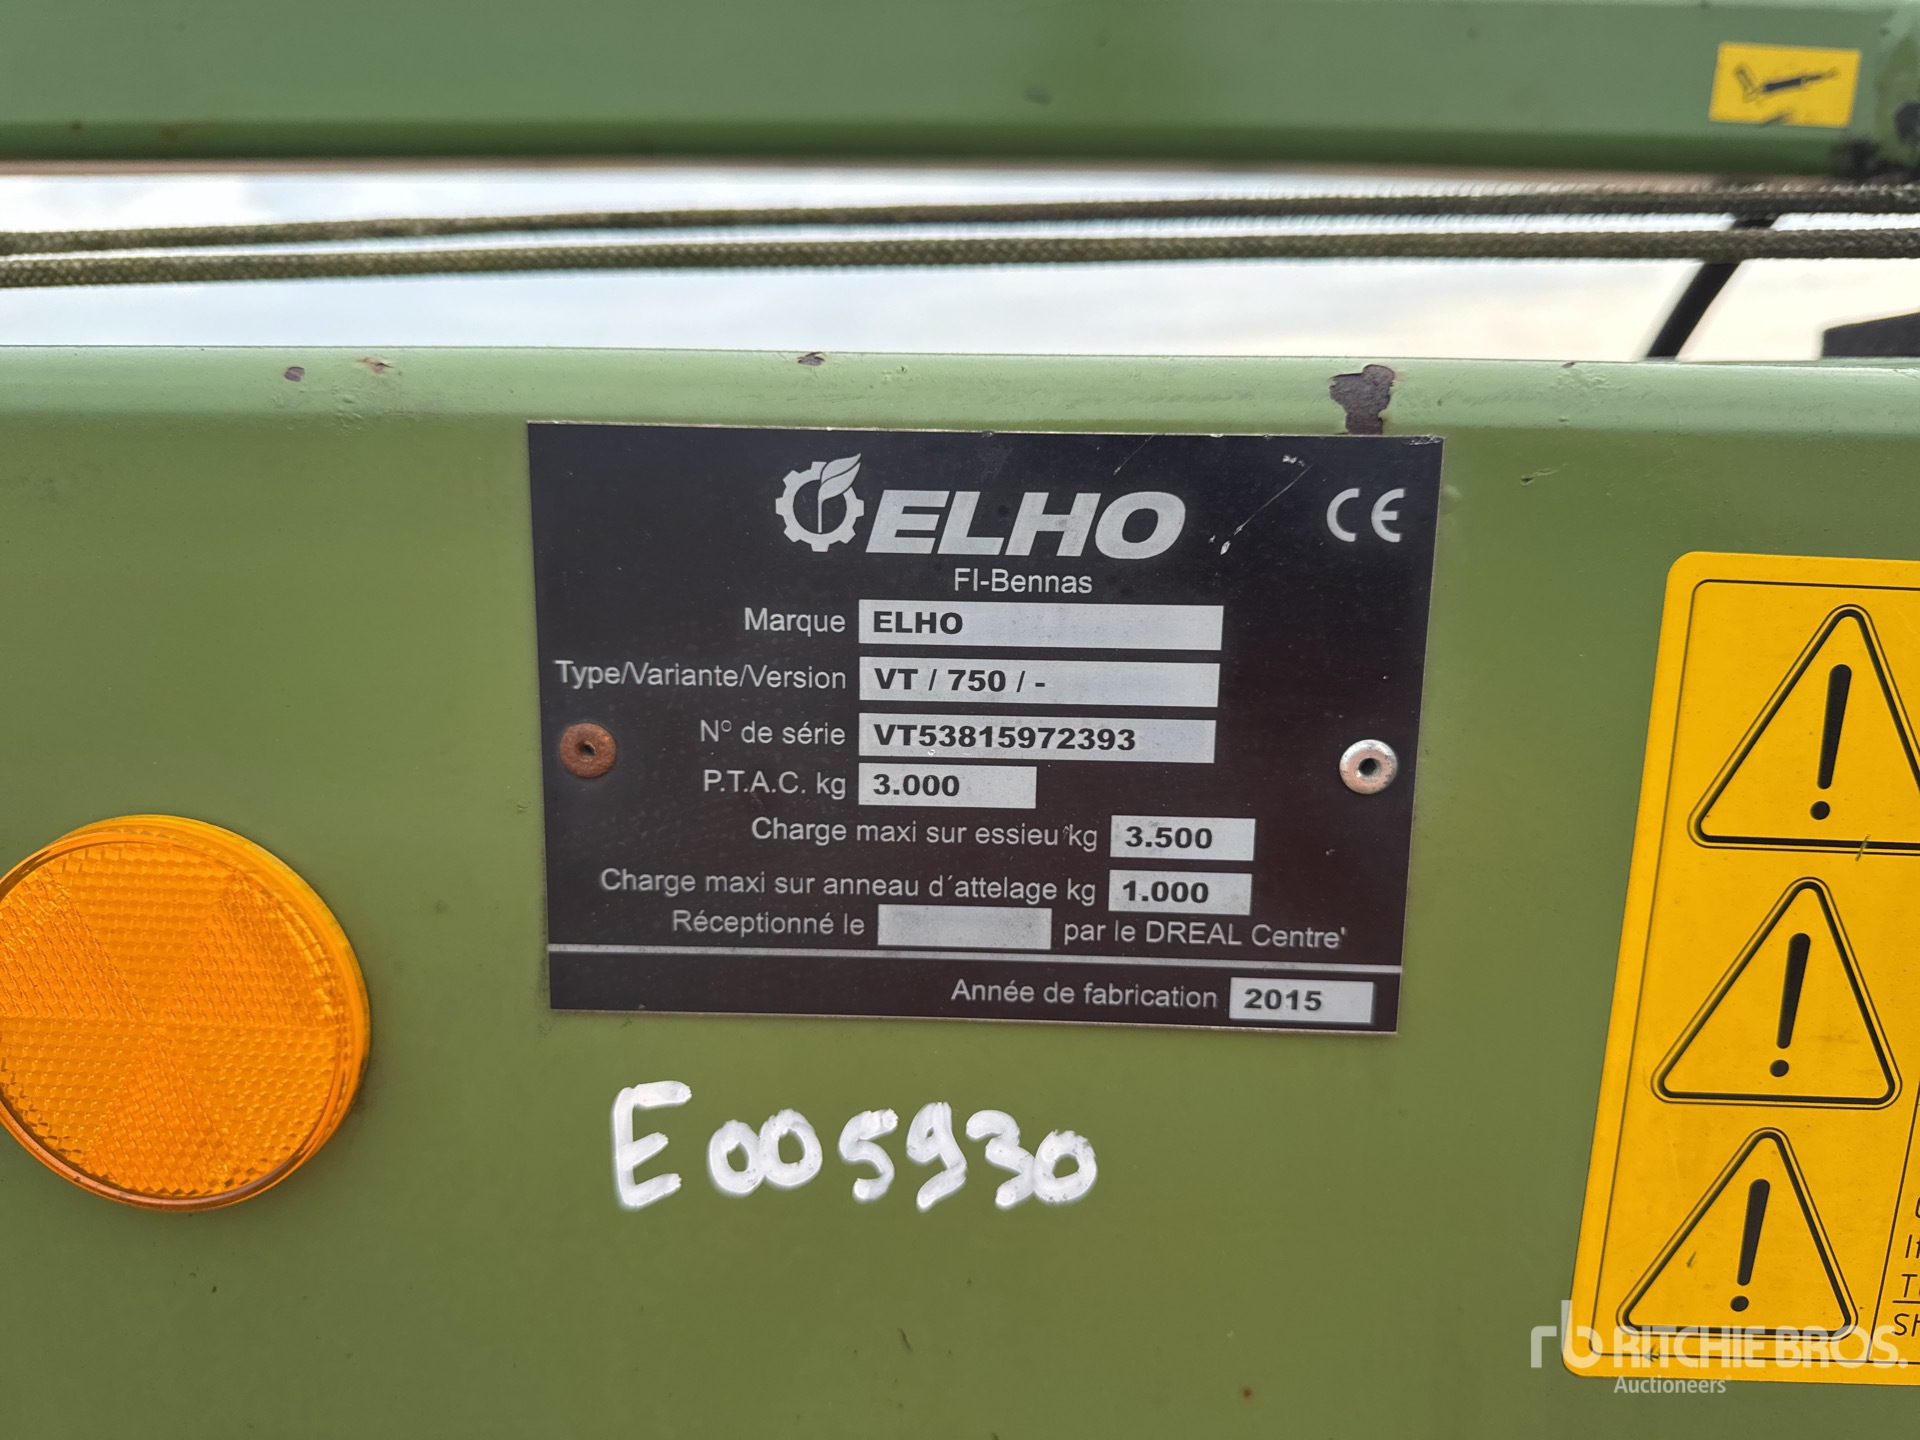 ELHO
CE
FI-Bennas
Marque ELHO
Type/Variante/Version VT / 750 / -
N° de série VT53815972393
P.T.A.C. kg 3.000
Charge maxi sur essieu kg 3.500
Charge maxi sur anneau d´attelage kg 1.000
Réceptionné le par le DREAL Centre'
Année de fabrication 2015
E005930
rb RITCHIE BROS.
Auctioneers